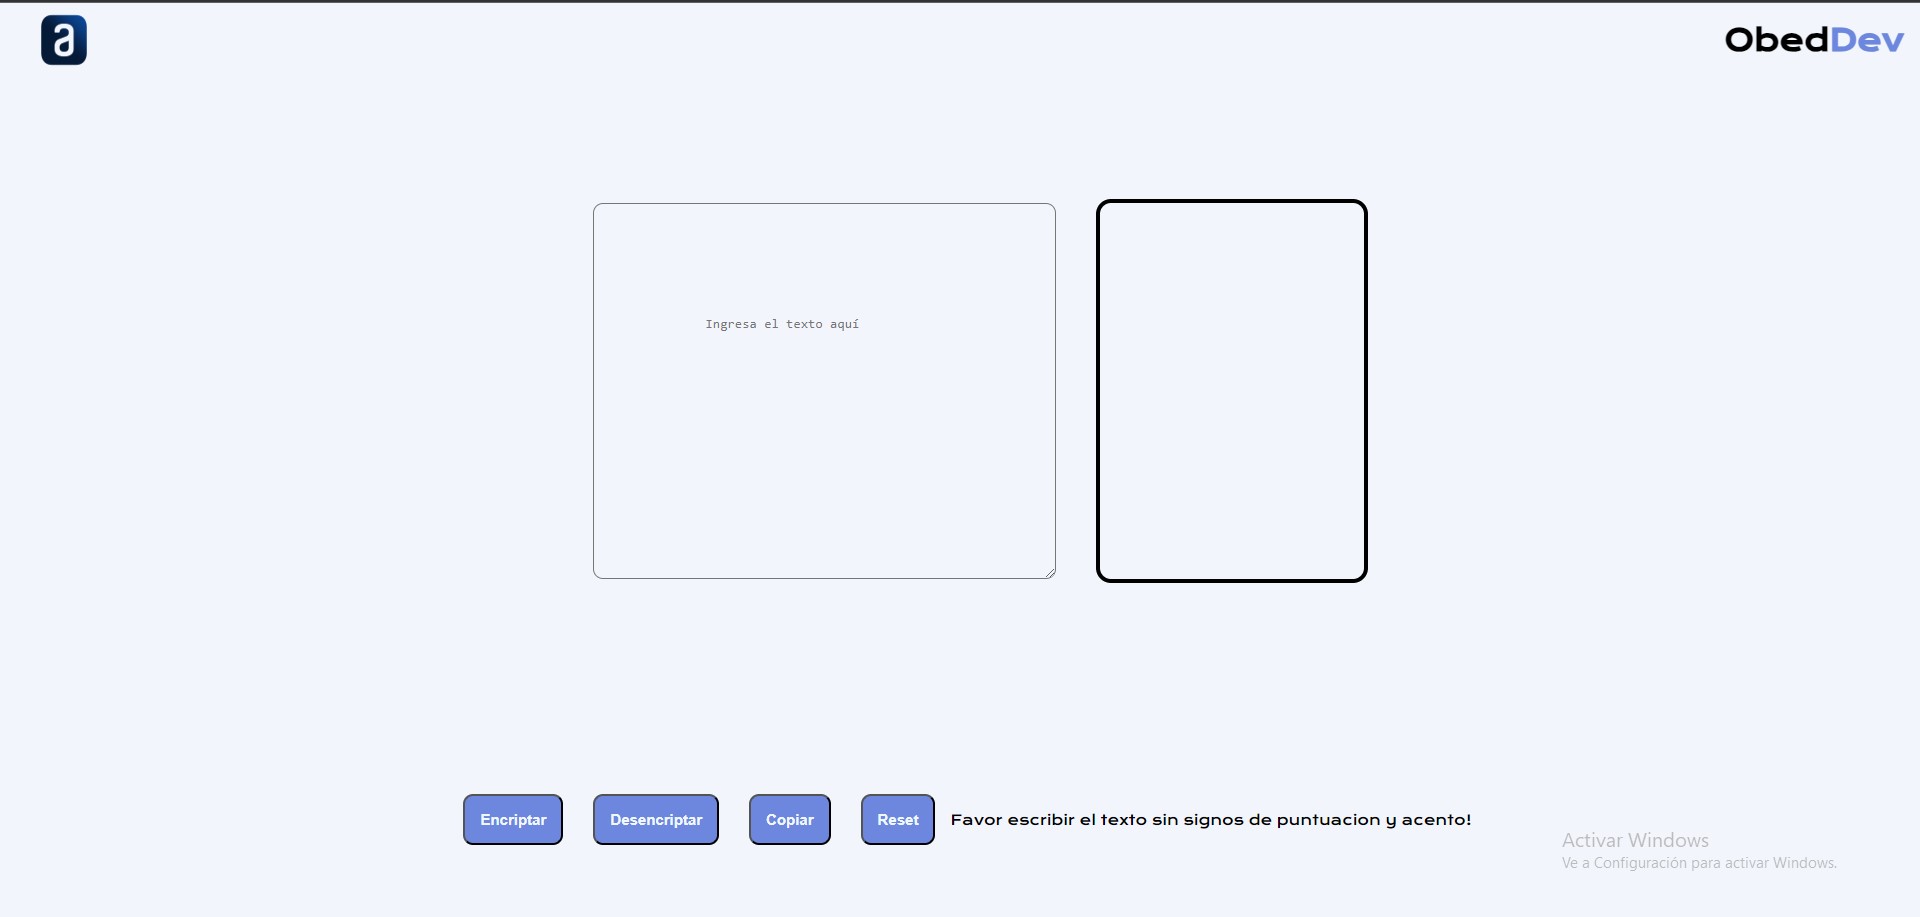 a
ObedDev
Ingresa el texto aquí
Encriptar
Desencriptar
Copiar
Reset
Favor escribir el texto sin signos de puntuacion y acento!
Activar Windows
Ve a Configuración para activar Windows.